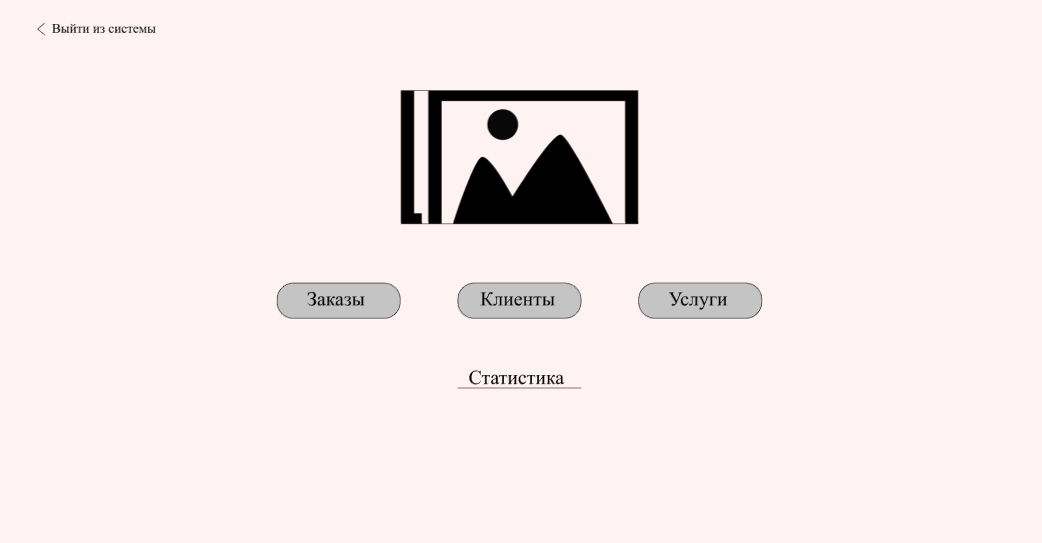 Выйти из системы
Заказы
Клиенты
Услуги
Статистика